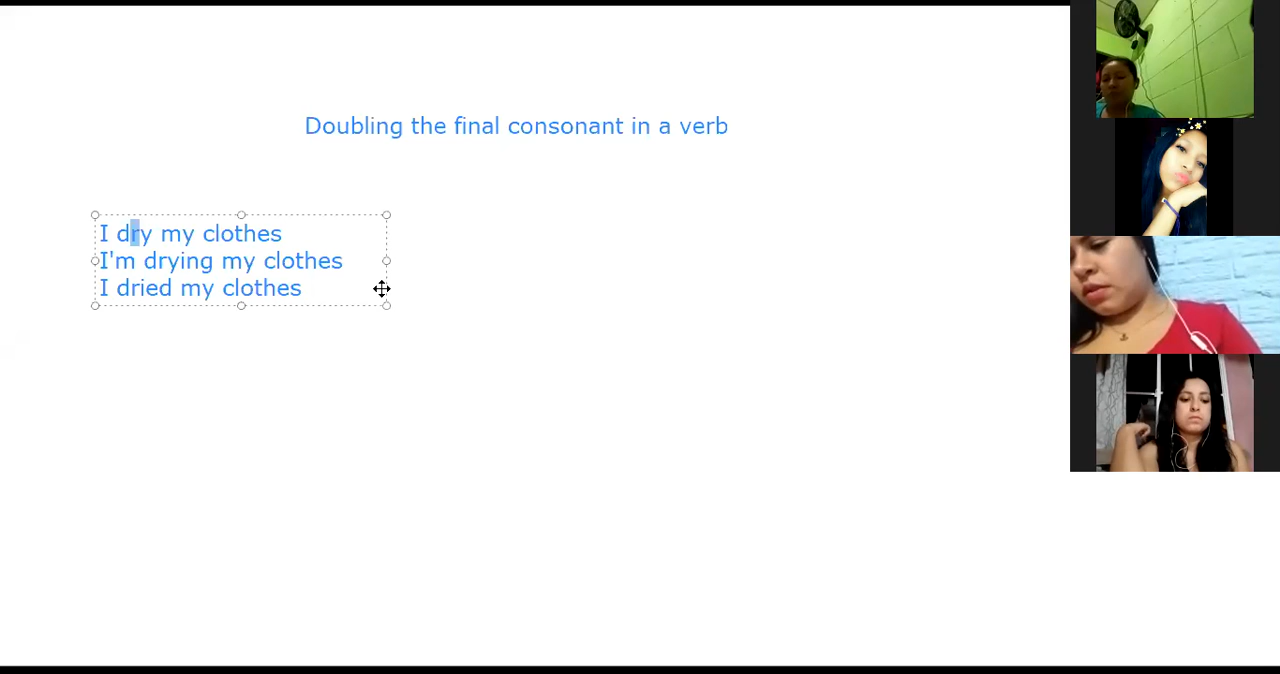 Doubling the final consonant in a verb
I dry my clothes
I'm drying my clothes
I dried my clothes